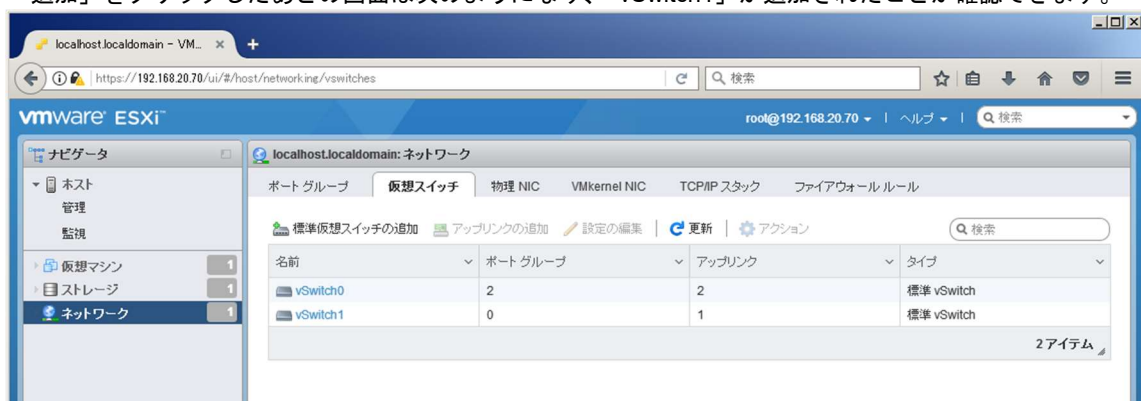 追加」をクリックしたあとの画面は次のようになり、「vSwitch1」が追加されたことが確認できます。
localhost.localdomain - VM...
https://192.168.20.70/ui/#/host/networking/vswitches
検索
vmware ESXi™
root@192.168.20.70
ヘルプ
検索
ナビゲータ
ホスト
管理
監視
仮想マシン 1
ストレージ 1
ネットワーク 1
localhost.localdomain: ネットワーク
ポート グループ 仮想スイッチ 物理 NIC VMkernel NIC TCP/IP スタック ファイアウォール ルール
標準仮想スイッチの追加 アップリンクの追加 設定の編集 更新 アクション 検索
名前 ポート グループ アップリンク タイプ
vSwitch0 2 2 標準 vSwitch
vSwitch1 0 1 標準 vSwitch
2 アイテム